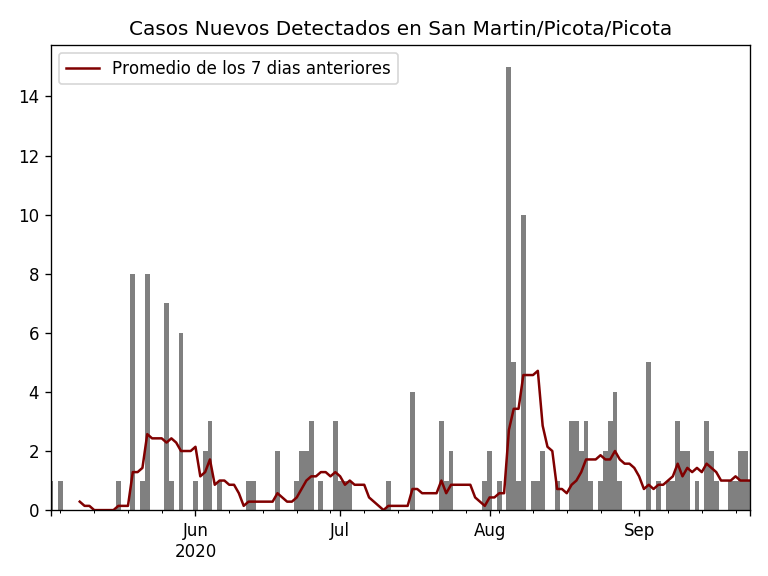 Casos Nuevos Detectados en San Martin/Picota/Picota
Promedio de los 7 dias anteriores
14
12
10
8
6
4
2
0
Jun
2020
Jul
Aug
Sep